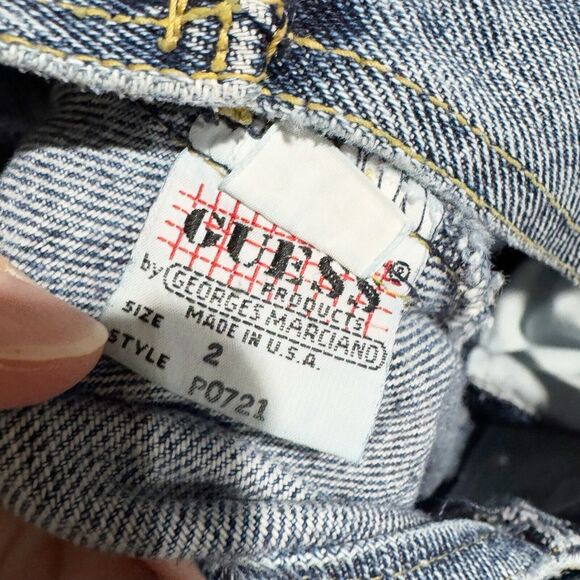 GUESS®
PRODUCTS
by GEORGES MARCIANO
MADE IN U.S.A.
SIZE 2
STYLE P0721